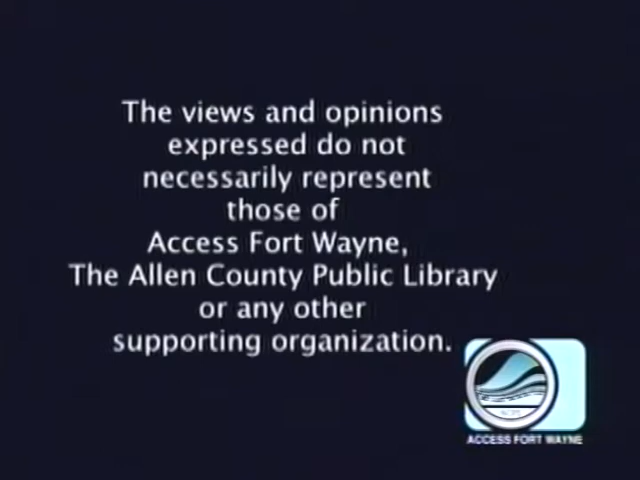 The views and opinions
expressed do not
necessarily represent
those of
Access Fort Wayne,
The Allen County Public Library
or any other
supporting organization.
ACCESS FORT WAYNE